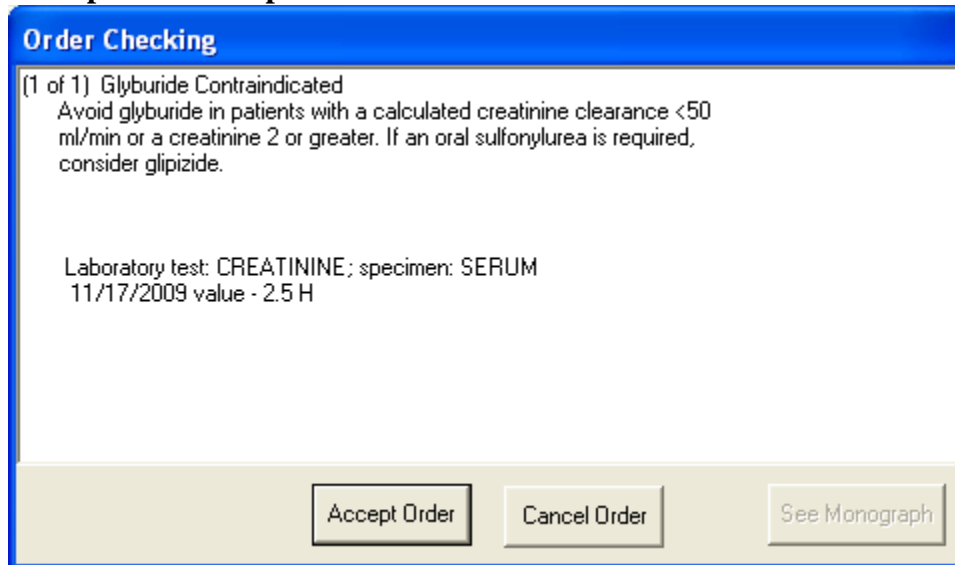 Order Checking
(1 of 1) Glyburide Contraindicated
Avoid glyburide in patients with a calculated creatinine clearance <50
ml/min or a creatinine 2 or greater. If an oral sulfonylurea is required,
consider glipizide.
Laboratory test: CREATININE; specimen: SERUM
11/17/2009 value - 2.5 H
Accept Order Cancel Order See Monograph